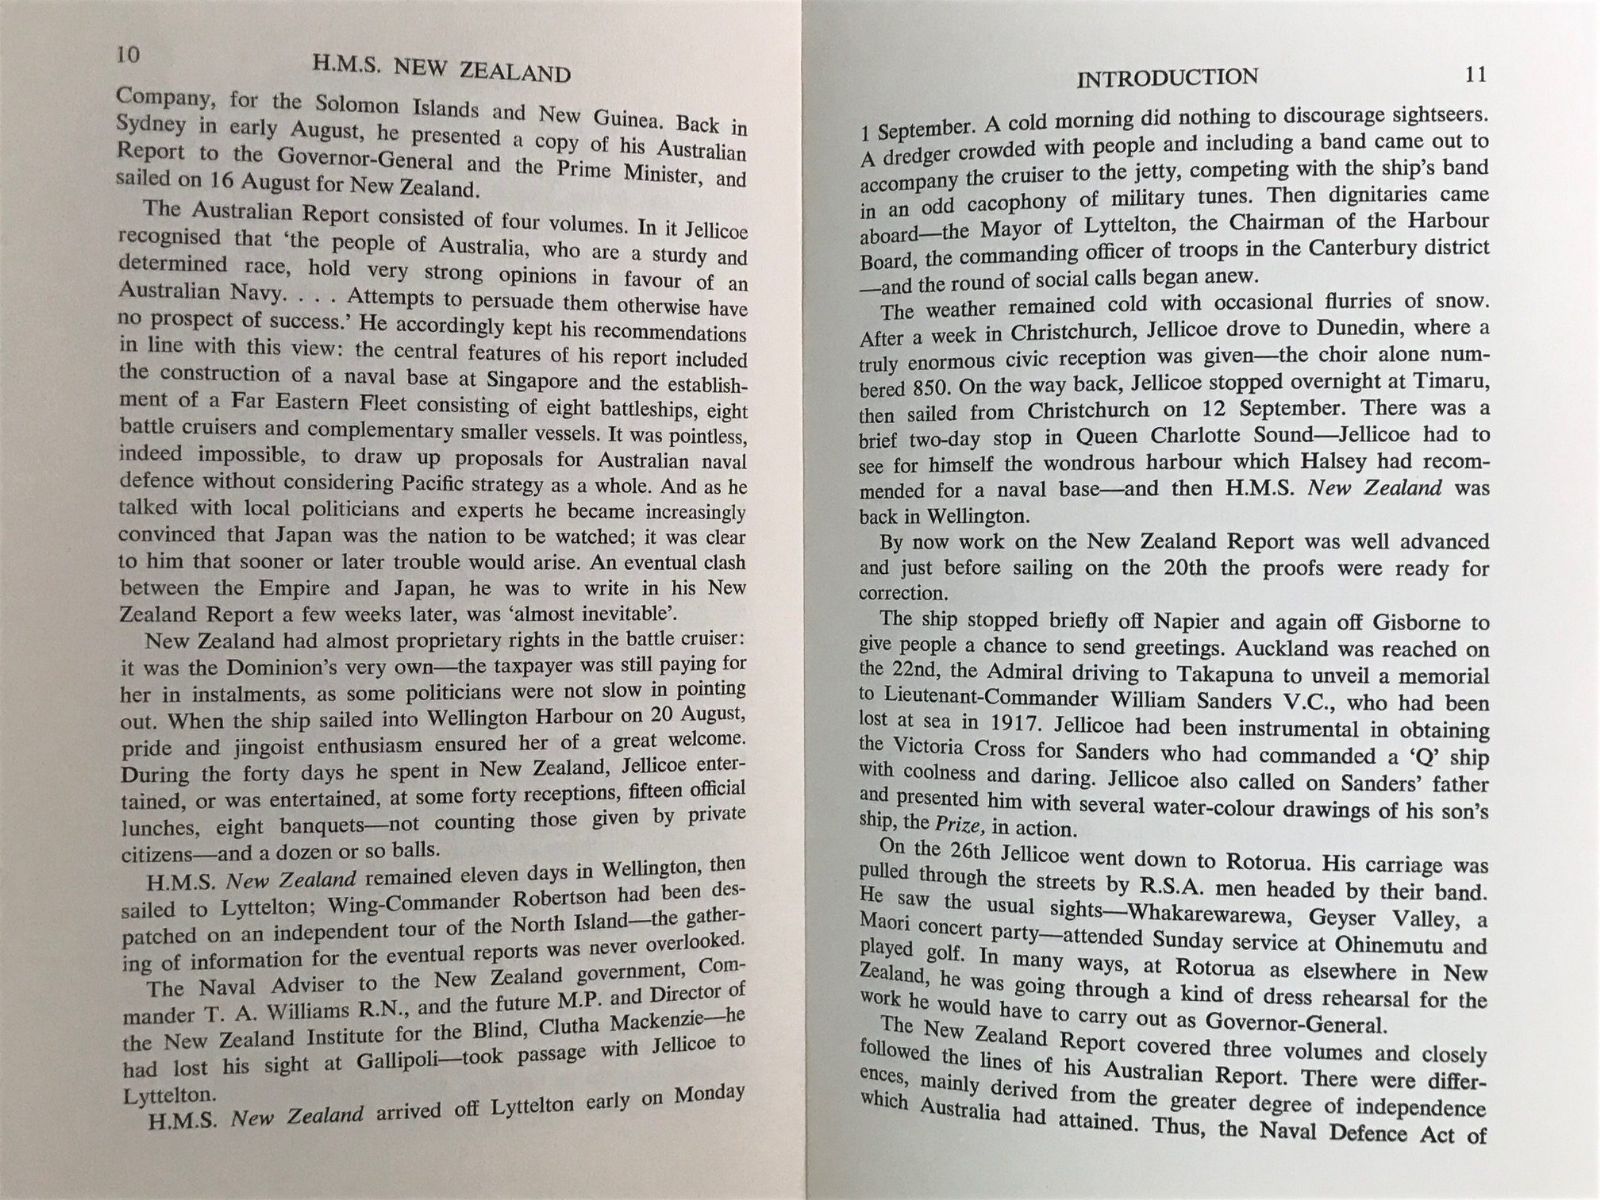 10
H.M.S. NEW ZEALAND
Company, for the Solomon Islands and New Guinea. Back in
Sydney in early August, he presented a copy of his Australian
Report to the Governor-General and the Prime Minister, and
sailed on 16 August for New Zealand.
The Australian Report consisted of four volumes. In it Jellicoe
recognised that ‘the people of Australia, who are a sturdy and
determined race, hold very strong opinions in favour of an
Australian Navy. . . . Attempts to persuade them otherwise have
no prospect of success.’ He accordingly kept his recommendations
in line with this view: the central features of his report included
the construction of a naval base at Singapore and the establish-
ment of a Far Eastern Fleet consisting of eight battleships, eight
battle cruisers and complementary smaller vessels. It was pointless,
indeed impossible, to draw up proposals for Australian naval
defence without considering Pacific strategy as a whole. And as he
talked with local politicians and experts he became increasingly
convinced that Japan was the nation to be watched; it was clear
to him that sooner or later trouble would arise. An eventual clash
between the Empire and Japan, he was to write in his New
Zealand Report a few weeks later, was ‘almost inevitable’.
New Zealand had almost proprietary rights in the battle cruiser:
it was the Dominion’s very own—the taxpayer was still paying for
her in instalments, as some politicians were not slow in pointing
out. When the ship sailed into Wellington Harbour on 20 August,
pride and jingoist enthusiasm ensured her of a great welcome.
During the forty days he spent in New Zealand, Jellicoe enter-
tained, or was entertained, at some forty receptions, fifteen official
lunches, eight banquets—not counting those given by private
citizens—and a dozen or so balls.
H.M.S. New Zealand remained eleven days in Wellington, then
sailed to Lyttelton; Wing-Commander Robertson had been des-
patched on an independent tour of the North Island—the gather-
ing of information for the eventual reports was never overlooked.
The Naval Adviser to the New Zealand government, Com-
mander T. A. Williams R.N., and the future M.P. and Director of
the New Zealand Institute for the Blind, Clutha Mackenzie—he
had lost his sight at Gallipoli—took passage with Jellicoe to
Lyttelton.
H.M.S. New Zealand arrived off Lyttelton early on Monday
INTRODUCTION
11
1 September. A cold morning did nothing to discourage sightseers.
A dredger crowded with people and including a band came out to
accompany the cruiser to the jetty, competing with the ship’s band
in an odd cacophony of military tunes. Then dignitaries came
aboard—the Mayor of Lyttelton, the Chairman of the Harbour
Board, the commanding officer of troops in the Canterbury district
—and the round of social calls began anew.
The weather remained cold with occasional flurries of snow.
After a week in Christchurch, Jellicoe drove to Dunedin, where a
truly enormous civic reception was given—the choir alone num-
bered 850. On the way back, Jellicoe stopped overnight at Timaru,
then sailed from Christchurch on 12 September. There was a
brief two-day stop in Queen Charlotte Sound—Jellicoe had to
see for himself the wondrous harbour which Halsey had recom-
mended for a naval base—and then H.M.S. New Zealand was
back in Wellington.
By now work on the New Zealand Report was well advanced
and just before sailing on the 20th the proofs were ready for
correction.
The ship stopped briefly off Napier and again off Gisborne to
give people a chance to send greetings. Auckland was reached on
the 22nd, the Admiral driving to Takapuna to unveil a memorial
to Lieutenant-Commander William Sanders V.C., who had been
lost at sea in 1917. Jellicoe had been instrumental in obtaining
the Victoria Cross for Sanders who had commanded a ‘Q’ ship
with coolness and daring. Jellicoe also called on Sanders’ father
and presented him with several water-colour drawings of his son’s
ship, the Prize, in action.
On the 26th Jellicoe went down to Rotorua. His carriage was
pulled through the streets by R.S.A. men headed by their band.
He saw the usual sights—Whakarewarewa, Geyser Valley, a
Maori concert party—attended Sunday service at Ohinemutu and
played golf. In many ways, at Rotorua as elsewhere in New
Zealand, he was going through a kind of dress rehearsal for the
work he would have to carry out as Governor-General.
The New Zealand Report covered three volumes and closely
followed the lines of his Australian Report. There were differ-
ences, mainly derived from the greater degree of independence
which Australia had attained. Thus, the Naval Defence Act of